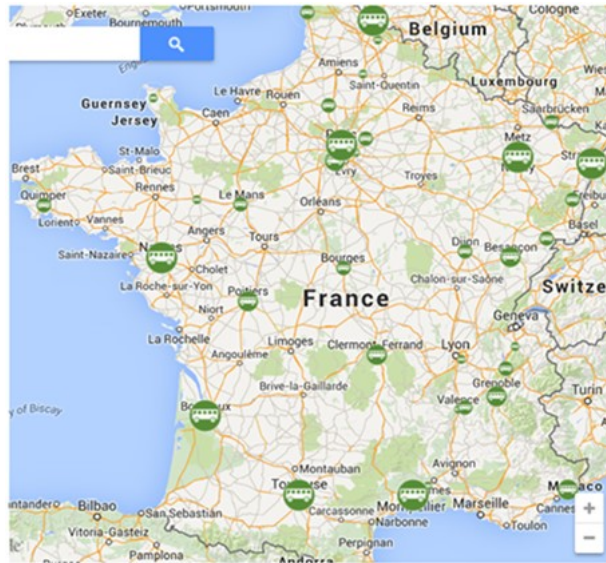 Exeter
Bournemouth
Portsmouth
Cologne
Belgium
Amiens
Saint-Quentin
Luxembourg
Guernsey
Jersey
Le Havre
Rouen
Caen
Reims
Saarbrücken
Metz
St-Malo
Saint-Brieuc
Brest
Quimper
Rennes
Le Mans
Evry
Troyes
Lorient
Vannes
Orléans
Basel
Angers
Tours
Saint-Nazaire
Cholet
Bourges
Dijon
Besançon
La Roche-sur-Yon
Poitiers
France
Chalon-sur-Saône
Niort
Geneva
La Rochelle
Limoges
Clermont-Ferrand
Lyon
Angoulême
Brive-la-Gaillarde
Grenoble
Turin
Valence
Montauban
Avignon
Bilbao
San Sebastian
Carcassonne
Narbonne
Marseille
Cannes
Toulon
Vitoria-Gasteiz
Pamplona
Perpignan
Andorra
+
−